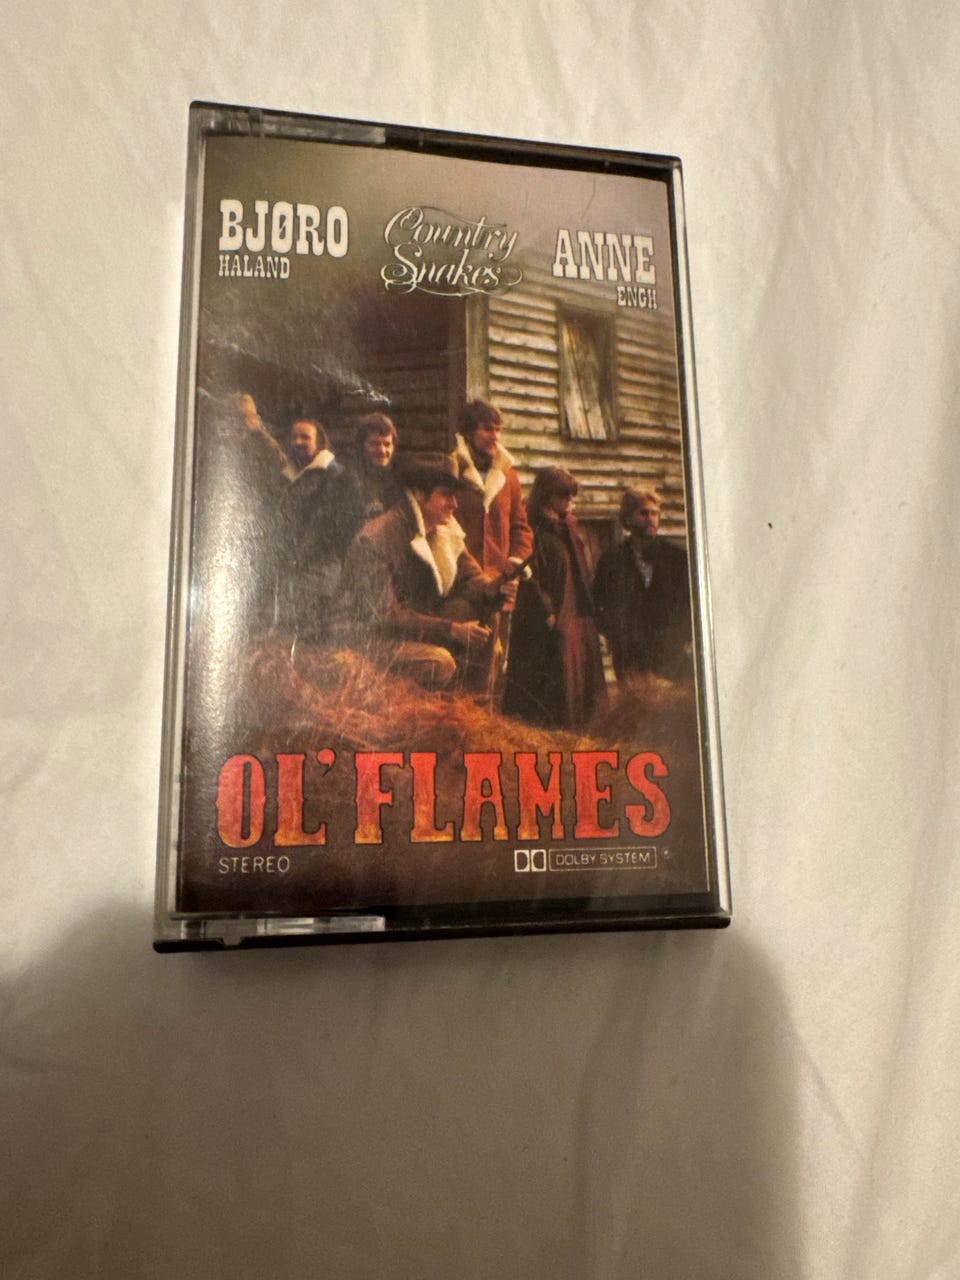 BJØRO
HALAND
Country
Snakes
ANNE
ENGH
OL' FLAMES
STEREO
DOLBY SYSTEM